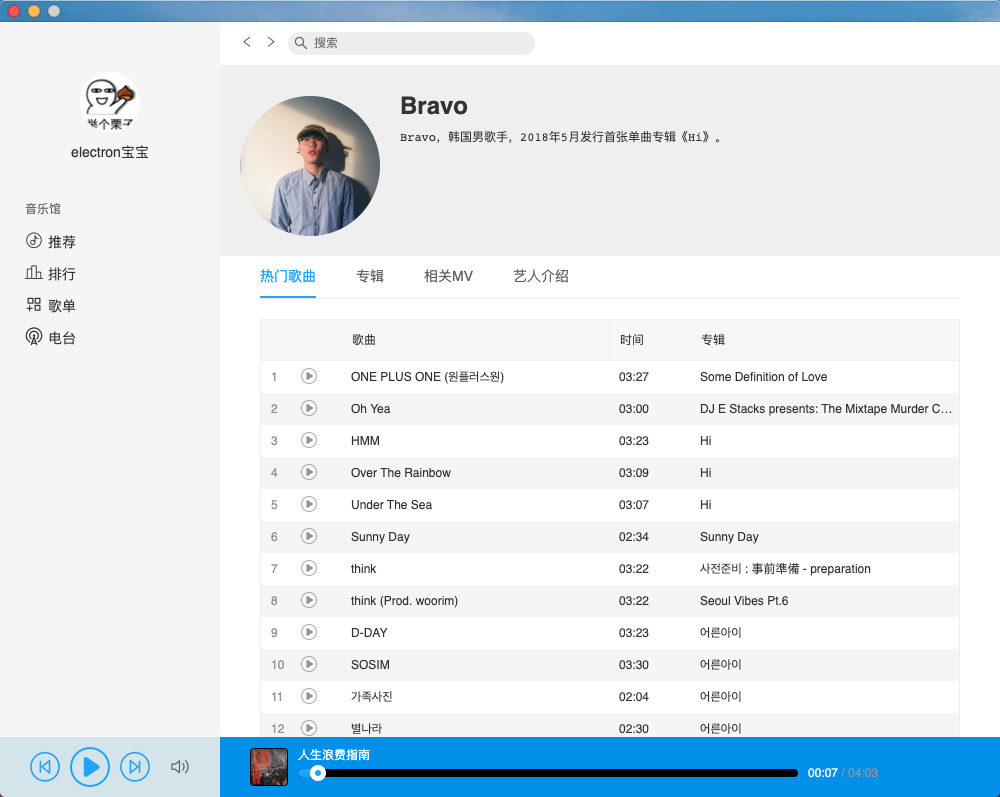 搜索
举个栗子
electron宝宝
音乐馆
推荐
排行
歌单
电台
Bravo
Bravo，韩国男歌手，2018年5月发行首张单曲专辑《Hi》。
热门歌曲 专辑 相关MV 艺人介绍
歌曲 时间 专辑
1 ONE PLUS ONE (원플러스원) 03:27 Some Definition of Love
2 Oh Yea 03:00 DJ E Stacks presents: The Mixtape Murder C…
3 HMM 03:23 Hi
4 Over The Rainbow 03:09 Hi
5 Under The Sea 03:07 Hi
6 Sunny Day 02:34 Sunny Day
7 think 03:22 사전준비 : 事前準備 - preparation
8 think (Prod. woorim) 03:22 Seoul Vibes Pt.6
9 D-DAY 03:23 어른아이
10 SOSIM 03:30 어른아이
11 가족사진 02:04 어른아이
12 별나라 02:30 어른아이
人生浪费指南
00:07 / 04:03